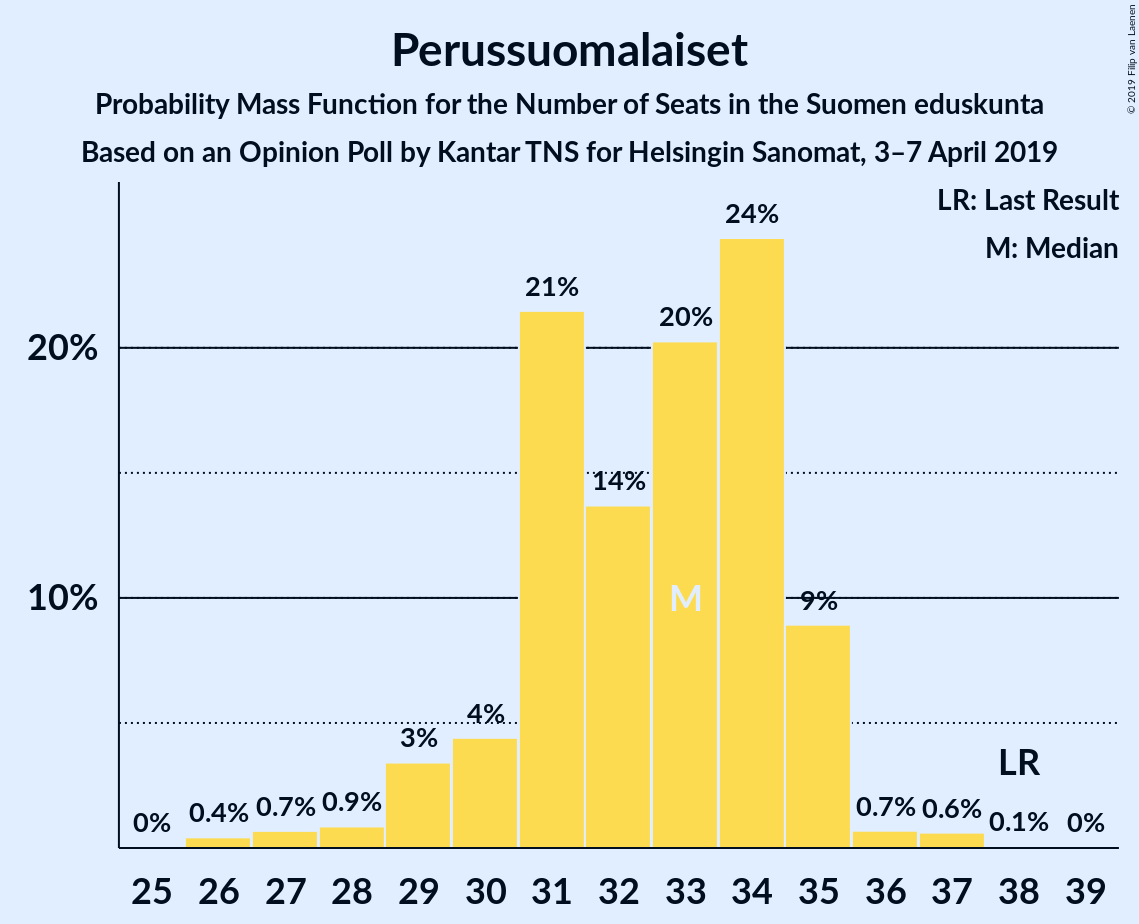 Perussuomalaiset
Probability Mass Function for the Number of Seats in the Suomen eduskunta
Based on an Opinion Poll by Kantar TNS for Helsingin Sanomat, 3–7 April 2019
© 2019 Filip van Laenen
LR: Last Result
M: Median
24%
21%
20%
20%
14%
M
10%
9%
4%
3%
LR
0% 0.4% 0.7% 0.9% 0.7% 0.6% 0.1% 0%
25 26 27 28 29 30 31 32 33 34 35 36 37 38 39